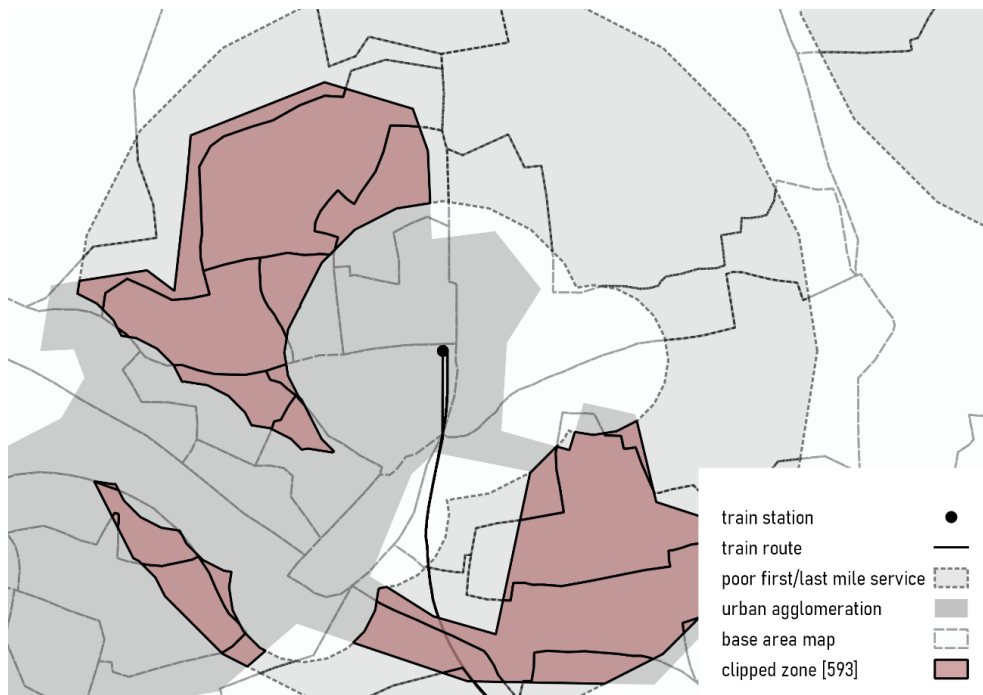 train station
train route
poor first/last mile service
urban agglomeration
base area map
clipped zone [593]